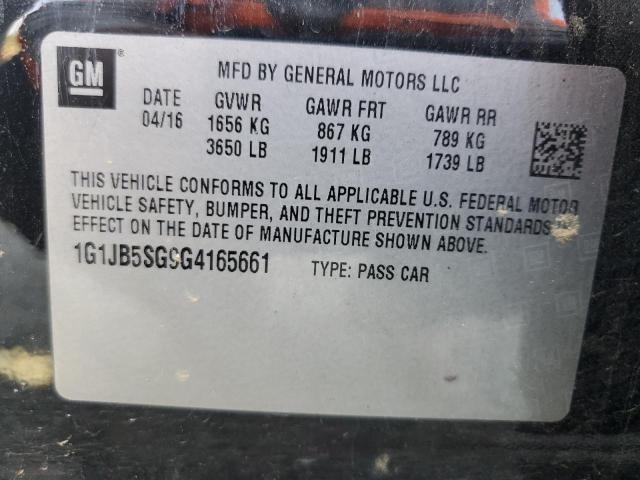 GM ®
MFD BY GENERAL MOTORS LLC
DATE GVWR GAWR FRT GAWR RR
04/16 1656 KG 867 KG 789 KG
3650 LB 1911 LB 1739 LB
THIS VEHICLE CONFORMS TO ALL APPLICABLE U.S. FEDERAL MOTOR
VEHICLE SAFETY, BUMPER, AND THEFT PREVENTION STANDARDS IN
EFFECT ON THE DATE OF MANUFACTURE SHOWN ABOVE.
1G1JB5SG9G4165661 TYPE: PASS CAR